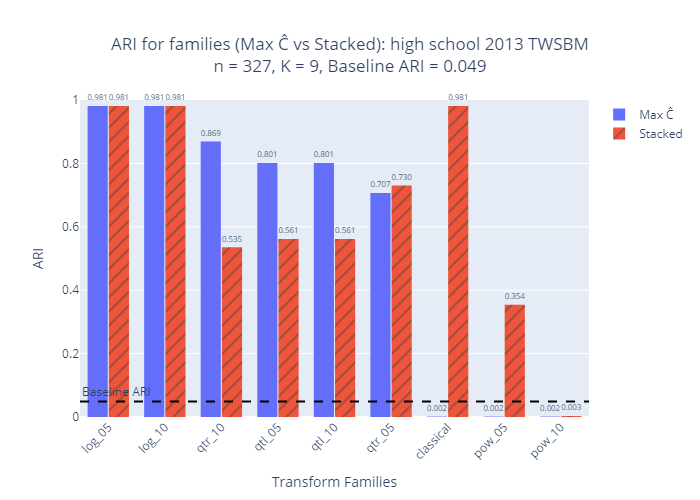 ARI for families (Max Ĉ vs Stacked): high school 2013 TWSBM
n = 327, K = 9, Baseline ARI = 0.049
Max Ĉ
Stacked
ARI
1
0.8
0.6
0.4
0.2
0
0.981 0.981 0.981 0.981 0.869 0.535 0.801 0.561 0.801 0.561 0.707 0.730 0.002 0.981 0.002 0.354 0.002 0.003
Baseline ARI
log_05 log_10 qtr_10 qtl_05 qtl_10 qtr_05 classical pow_05 pow_10
Transform Families